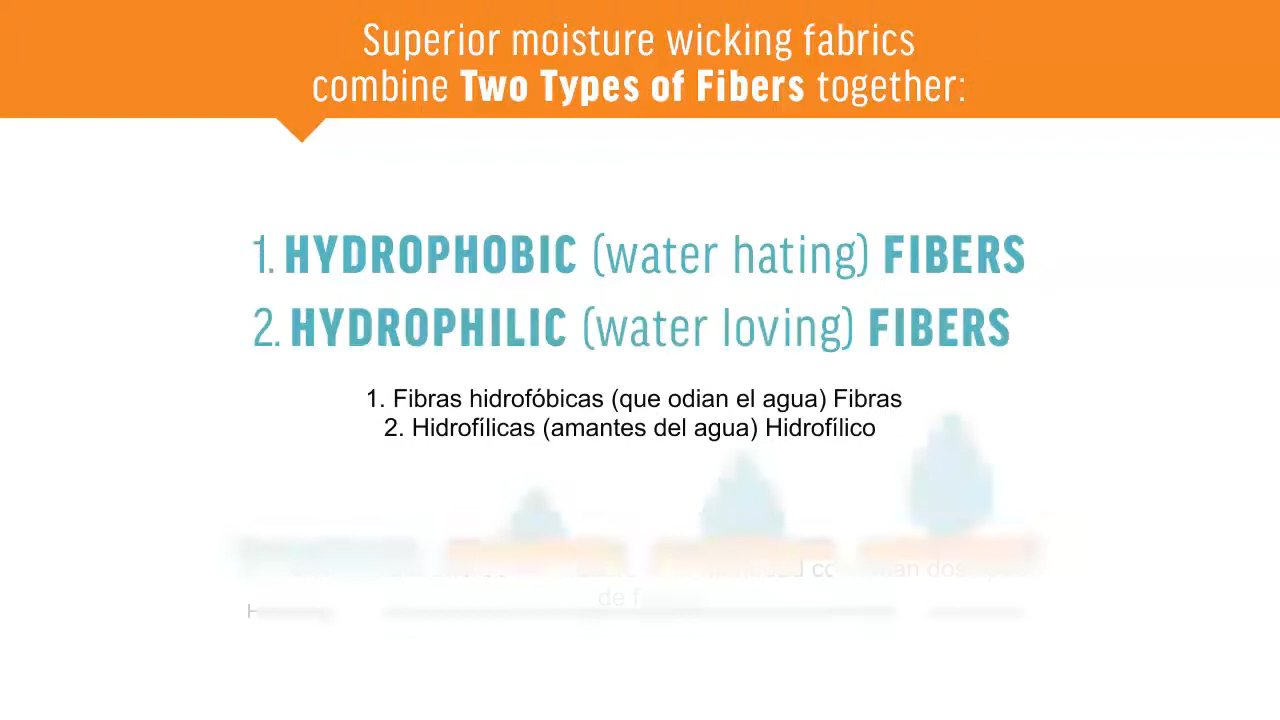 Superior moisture wicking fabrics
combine Two Types of Fibers together:
1. HYDROPHOBIC (water hating) FIBERS
2. HYDROPHILIC (water loving) FIBERS
1. Fibras hidrofóbicas (que odian el agua) Fibras
2. Hidrofílicas (amantes del agua) Hidrofílico